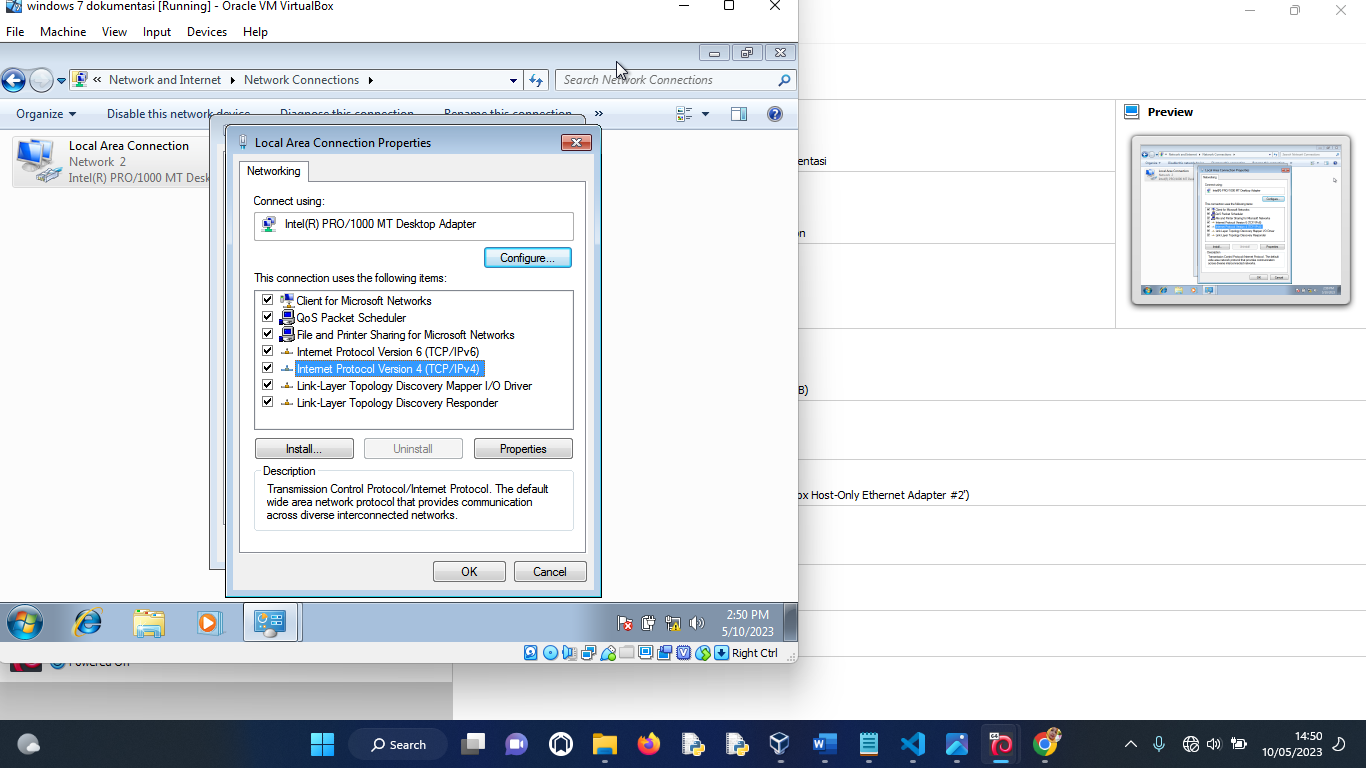 windows 7 dokumentasi [Running] - Oracle VM VirtualBox
File Machine View Input Devices Help
« Network and Internet Network Connections
Search Network Connections
Organize Disable this network device Diagnose this connection Rename this connection »
Local Area Connection
Network 2
Intel(R) PRO/1000 MT Desk
Local Area Connection Properties
Networking
Connect using:
Intel(R) PRO/1000 MT Desktop Adapter
Configure...
This connection uses the following items:
Client for Microsoft Networks
QoS Packet Scheduler
File and Printer Sharing for Microsoft Networks
Internet Protocol Version 6 (TCP/IPv6)
Internet Protocol Version 4 (TCP/IPv4)
Link-Layer Topology Discovery Mapper I/O Driver
Link-Layer Topology Discovery Responder
Install... Uninstall Properties
Description
Transmission Control Protocol/Internet Protocol. The default
wide area network protocol that provides communication
across diverse interconnected networks.
OK Cancel
2:50 PM
5/10/2023
Right Ctrl
Preview
entasi
on
B)
ox Host-Only Ethernet Adapter #2')
Powered Off
Search
14:50
10/05/2023